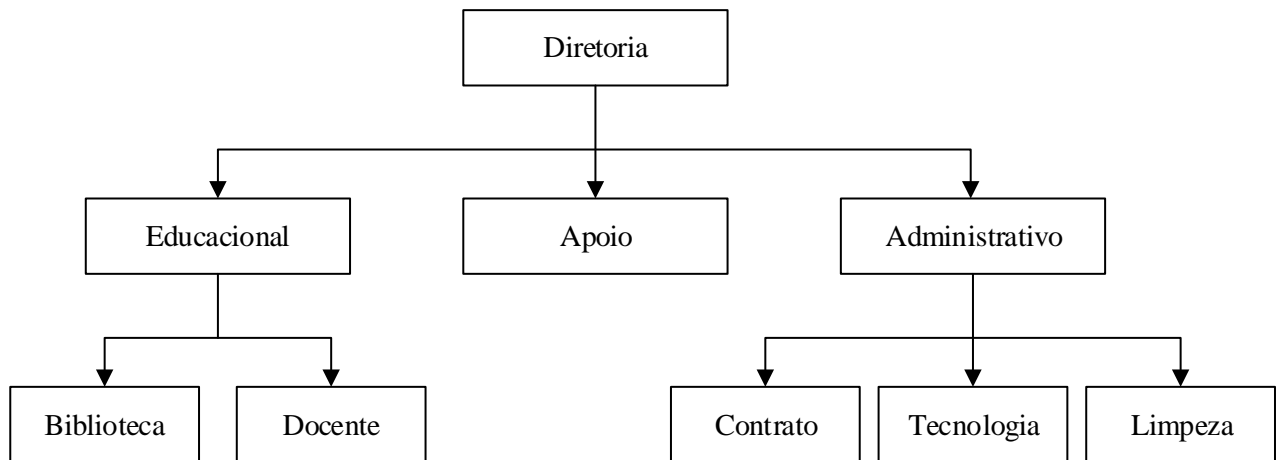 Diretoria
Educacional
Apoio
Administrativo
Biblioteca
Docente
Contrato
Tecnologia
Limpeza